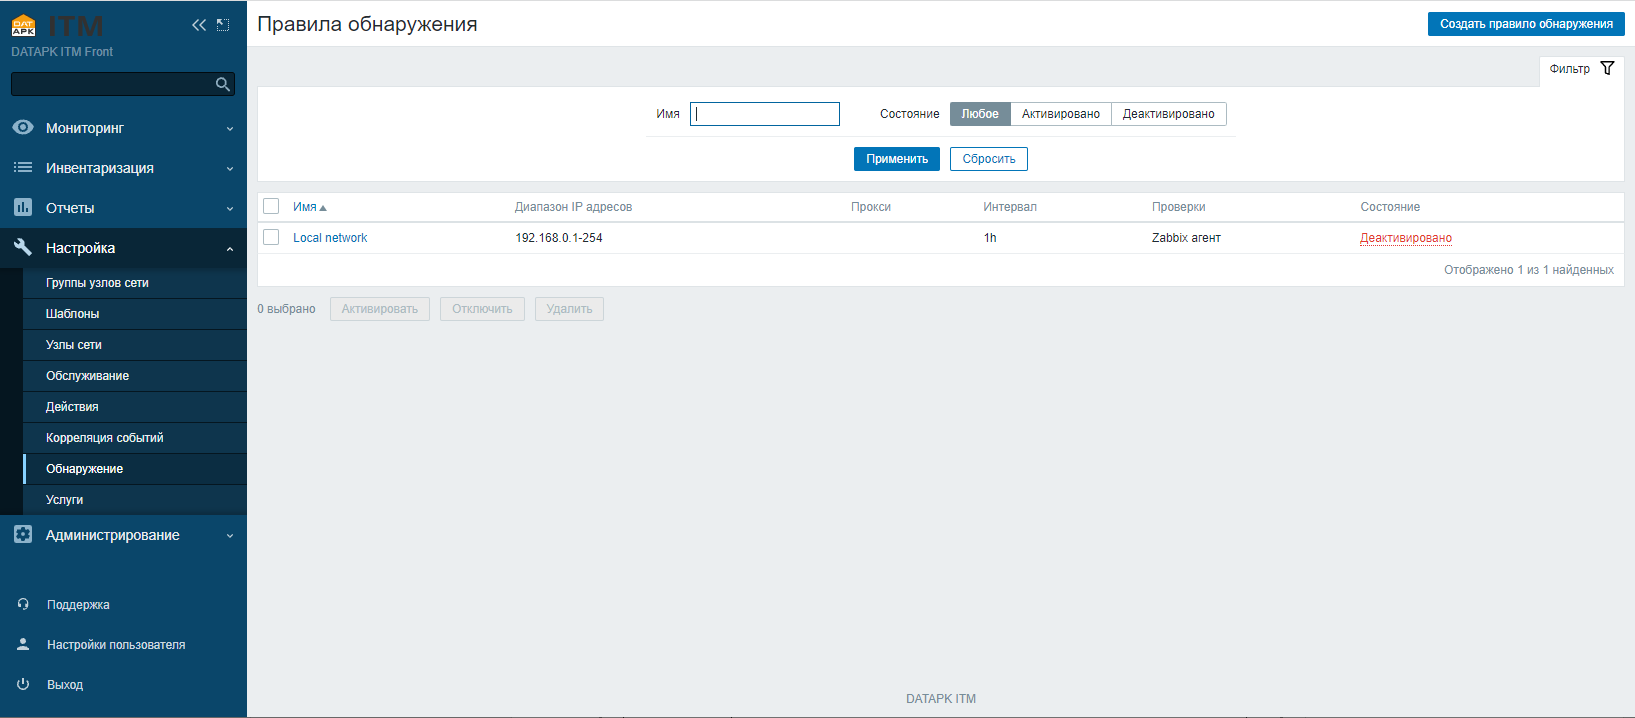 DAT APK ITM
DATAPK ITM Front
Мониторинг
Инвентаризация
Отчеты
Настройка
Группы узлов сети
Шаблоны
Узлы сети
Обслуживание
Действия
Корреляция событий
Обнаружение
Услуги
Администрирование
Поддержка
Настройки пользователя
Выход
Правила обнаружения
Создать правило обнаружения
Фильтр
Имя
Состояние Любое Активировано Деактивировано
Применить Сбросить
Имя Диапазон IP адресов Прокси Интервал Проверки Состояние
Local network 192.168.0.1-254 1h Zabbix агент Деактивировано
Отображено 1 из 1 найденных
0 выбрано Активировать Отключить Удалить
DATAPK ITM